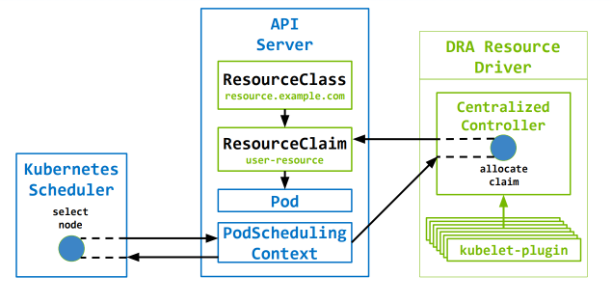 API
Server
ResourceClass
resource.example.com
ResourceClaim
user-resource
Pod
PodScheduling
Context
Kubernetes
Scheduler
select
node
DRA Resource
Driver
Centralized
Controller
allocate
claim
kubelet-plugin